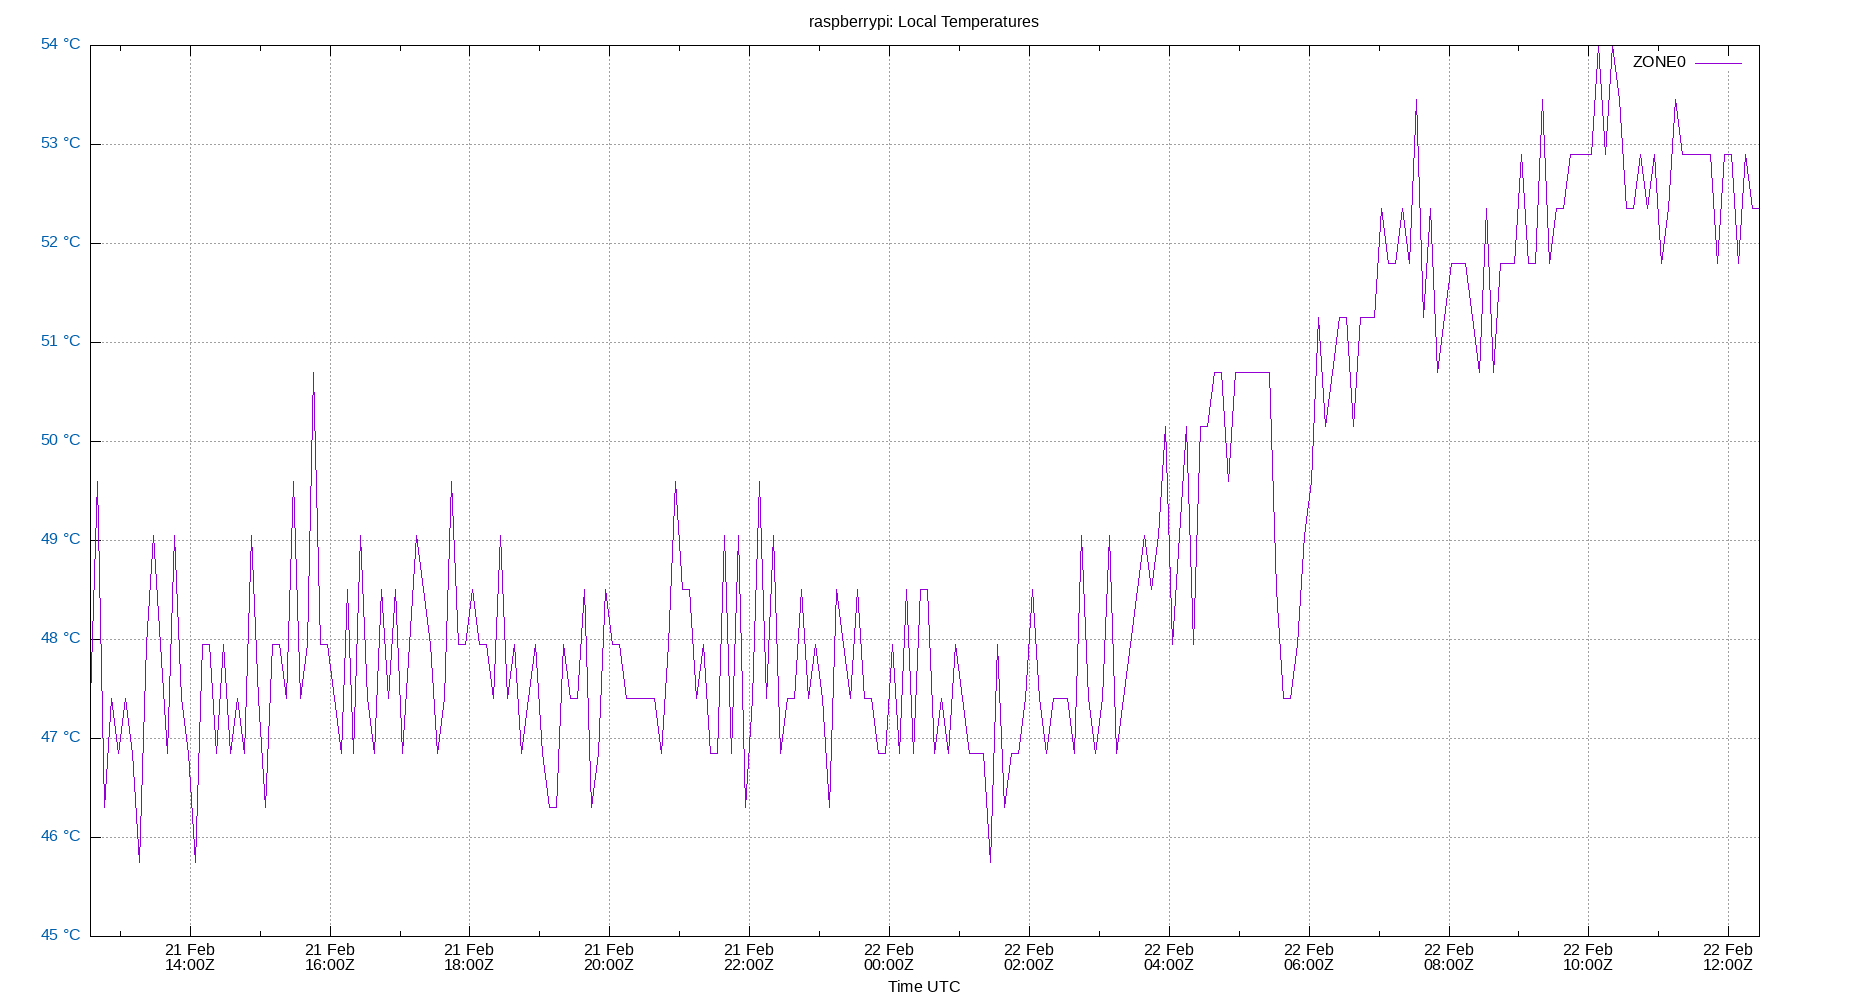 raspberrypi: Local Temperatures
ZONE0
54 °C
53 °C
52 °C
51 °C
50 °C
49 °C
48 °C
47 °C
46 °C
45 °C
21 Feb 21 Feb 21 Feb 21 Feb 21 Feb 22 Feb 22 Feb 22 Feb 22 Feb 22 Feb 22 Feb 22 Feb
14:00Z 16:00Z 18:00Z 20:00Z 22:00Z 00:00Z 02:00Z 04:00Z 06:00Z 08:00Z 10:00Z 12:00Z
Time UTC